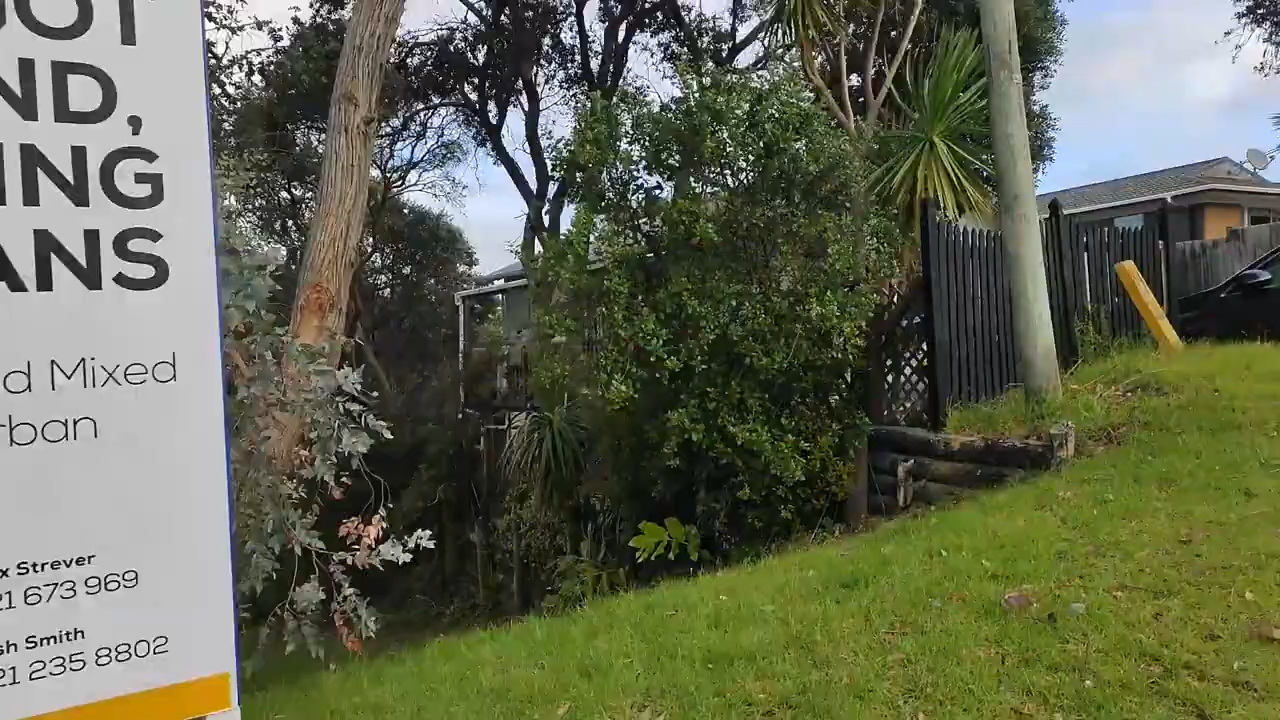 OOT
ND,
ING
ANS
d Mixed
rban
x Strever
21 673 969
sh Smith
21 235 8802